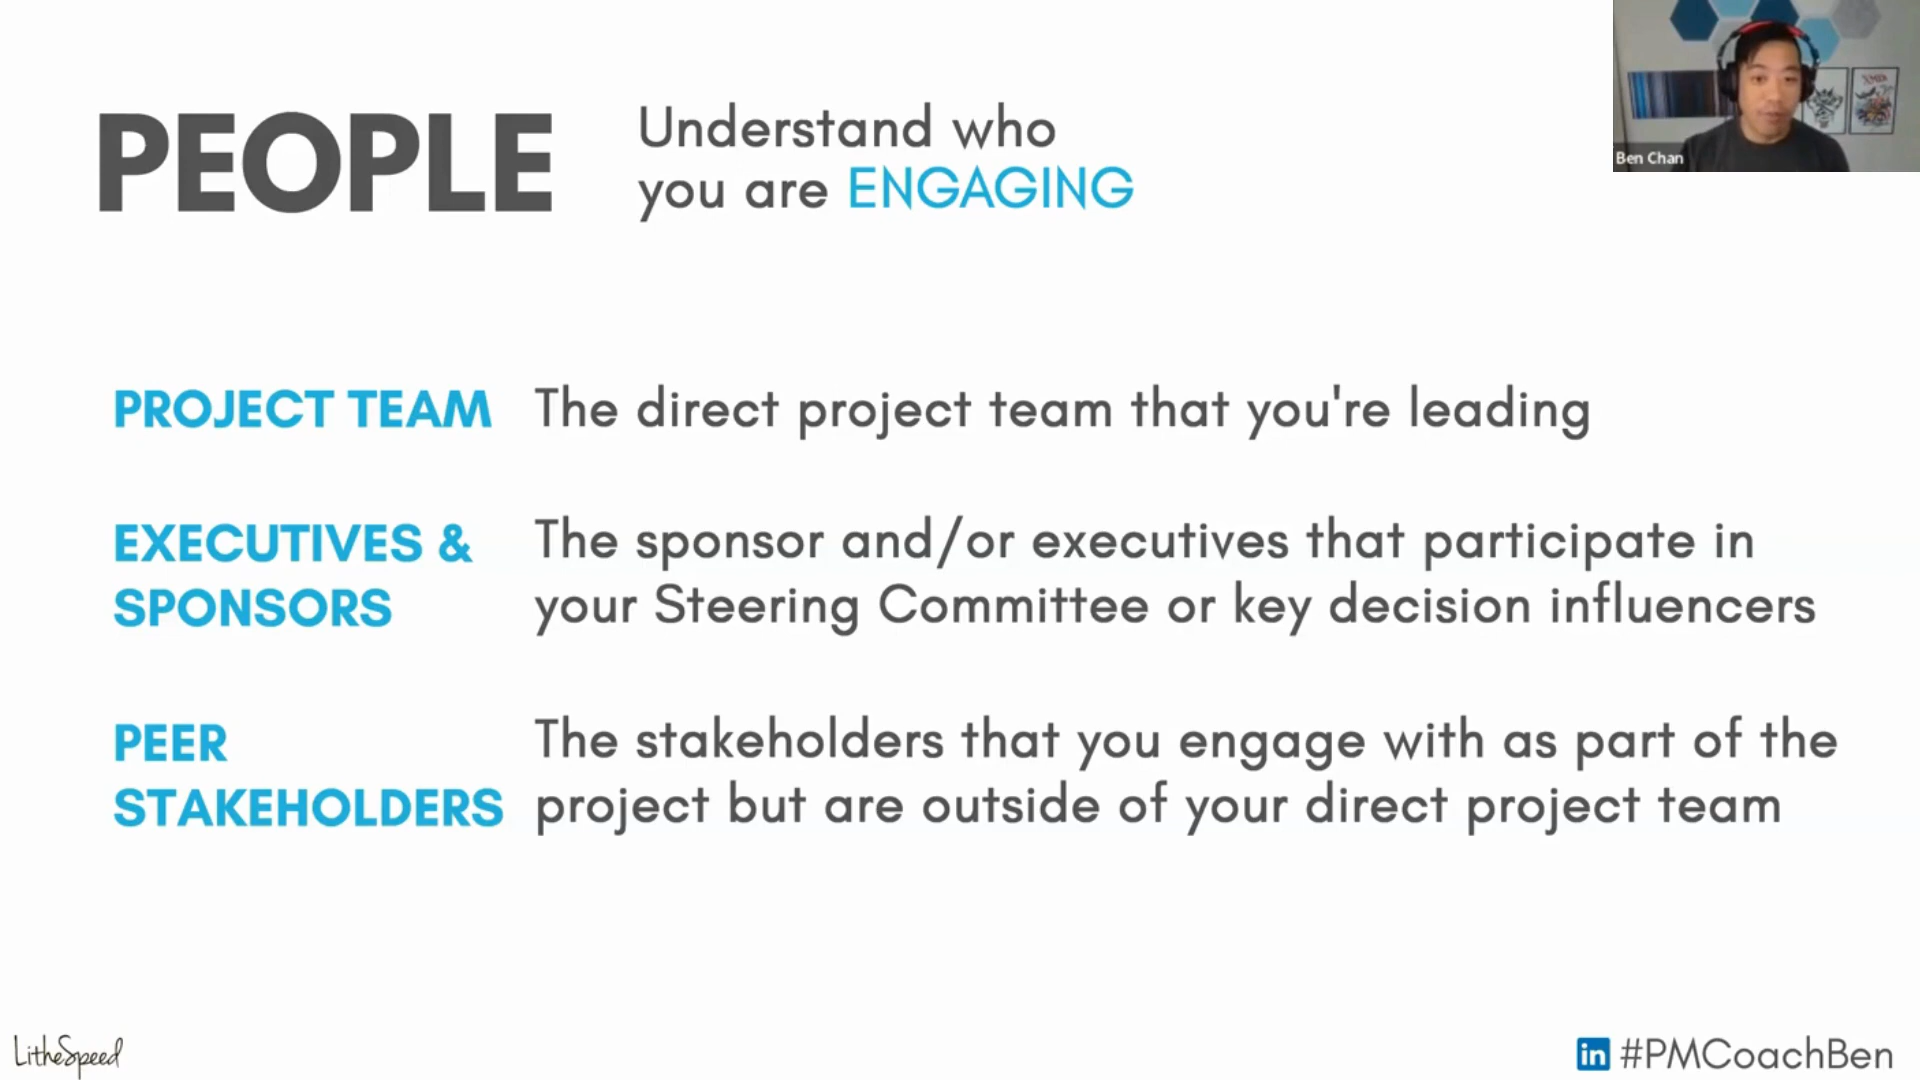 PEOPLE
Understand who
you are ENGAGING
Ben Chan
PROJECT TEAM
The direct project team that you're leading
EXECUTIVES &
SPONSORS
The sponsor and/or executives that participate in
your Steering Committee or key decision influencers
PEER
STAKEHOLDERS
The stakeholders that you engage with as part of the
project but are outside of your direct project team
LitheSpeed
in #PMCoachBen